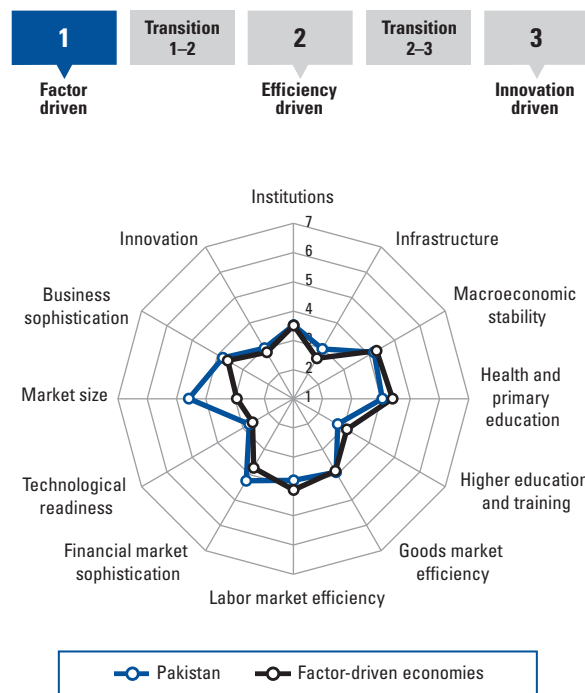 1
Transition
1–2
2
Transition
2–3
3
Factor
driven
Efficiency
driven
Innovation
driven
Institutions
7
Innovation
6
Infrastructure
5
Business
sophistication
4
Macroeconomic
stability
3
2
Market size
1
Health and
primary
education
Technological
readiness
Higher education
and training
Financial market
sophistication
Goods market
efficiency
Labor market efficiency
Pakistan
Factor-driven economies